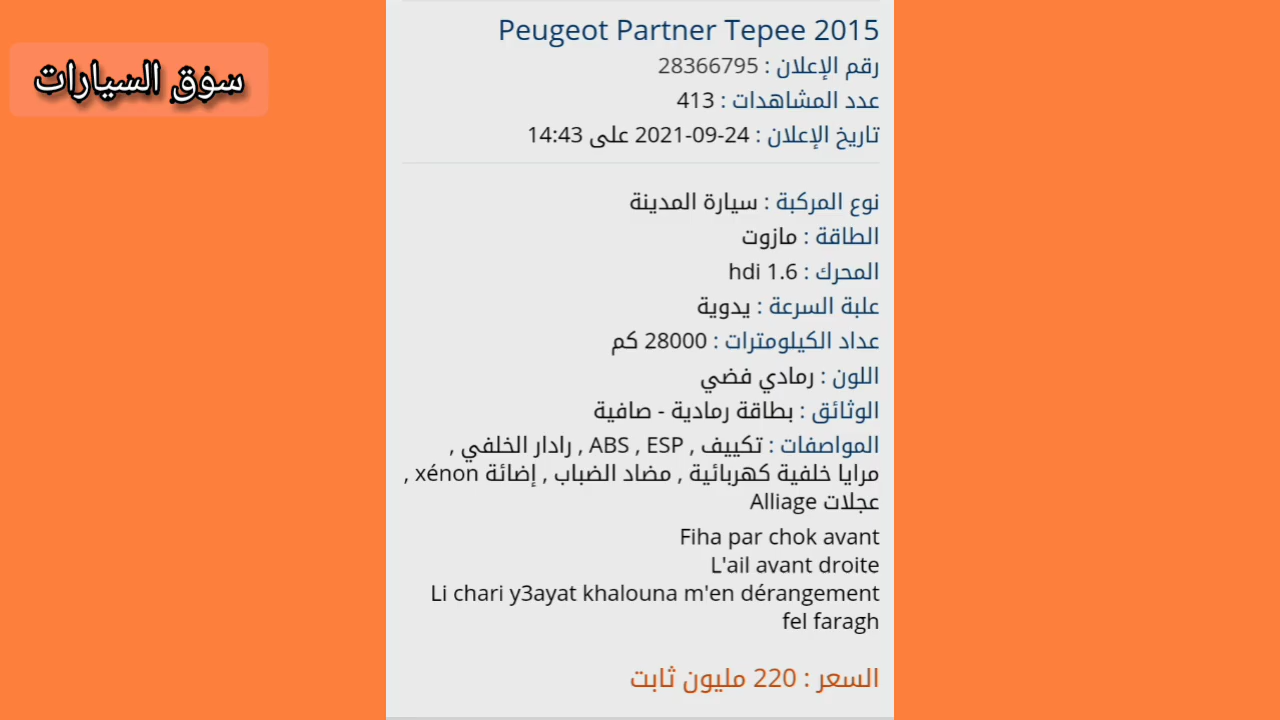 سوق السيارات
Peugeot Partner Tepee 2015
رقم الإعلان : 28366795
عدد المشاهدات : 413
تاريخ الإعلان : 24-09-2021 على 14:43
نوع المركبة : سيارة المدينة
الطاقة : مازوت
المحرك : 1.6 hdi
علبة السرعة : يدوية
عداد الكيلومترات : 28000 كم
اللون : رمادي فضي
الوثائق : بطاقة رمادية - صافية
المواصفات : تكييف , ABS , ESP , رادار الخلفي ,
مرايا خلفية كهربائية , مضاد الضباب , إضائة xénon ,
عجلات Alliage
Fiha par chok avant
L'ail avant droite
Li chari y3ayat khalouna m'en dérangement
fel faragh
السعر : 220 مليون ثابت